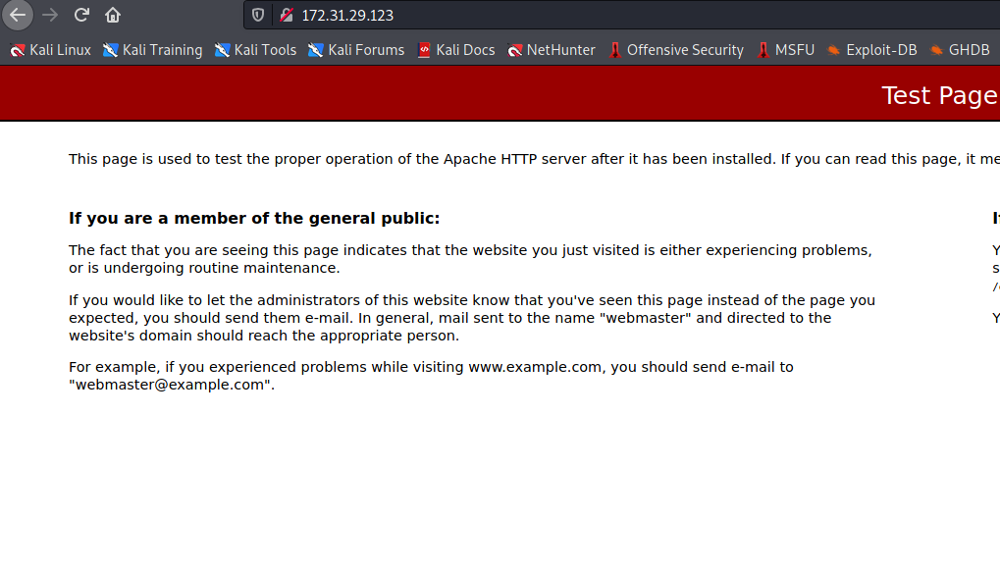 172.31.29.123
Kali Linux Kali Training Kali Tools Kali Forums Kali Docs NetHunter Offensive Security MSFU Exploit-DB GHDB
Test Page
This page is used to test the proper operation of the Apache HTTP server after it has been installed. If you can read this page, it me
If you are a member of the general public:
The fact that you are seeing this page indicates that the website you just visited is either experiencing problems,
or is undergoing routine maintenance.
If you would like to let the administrators of this website know that you've seen this page instead of the page you
expected, you should send them e-mail. In general, mail sent to the name "webmaster" and directed to the
website's domain should reach the appropriate person.
For example, if you experienced problems while visiting www.example.com, you should send e-mail to
"webmaster@example.com".